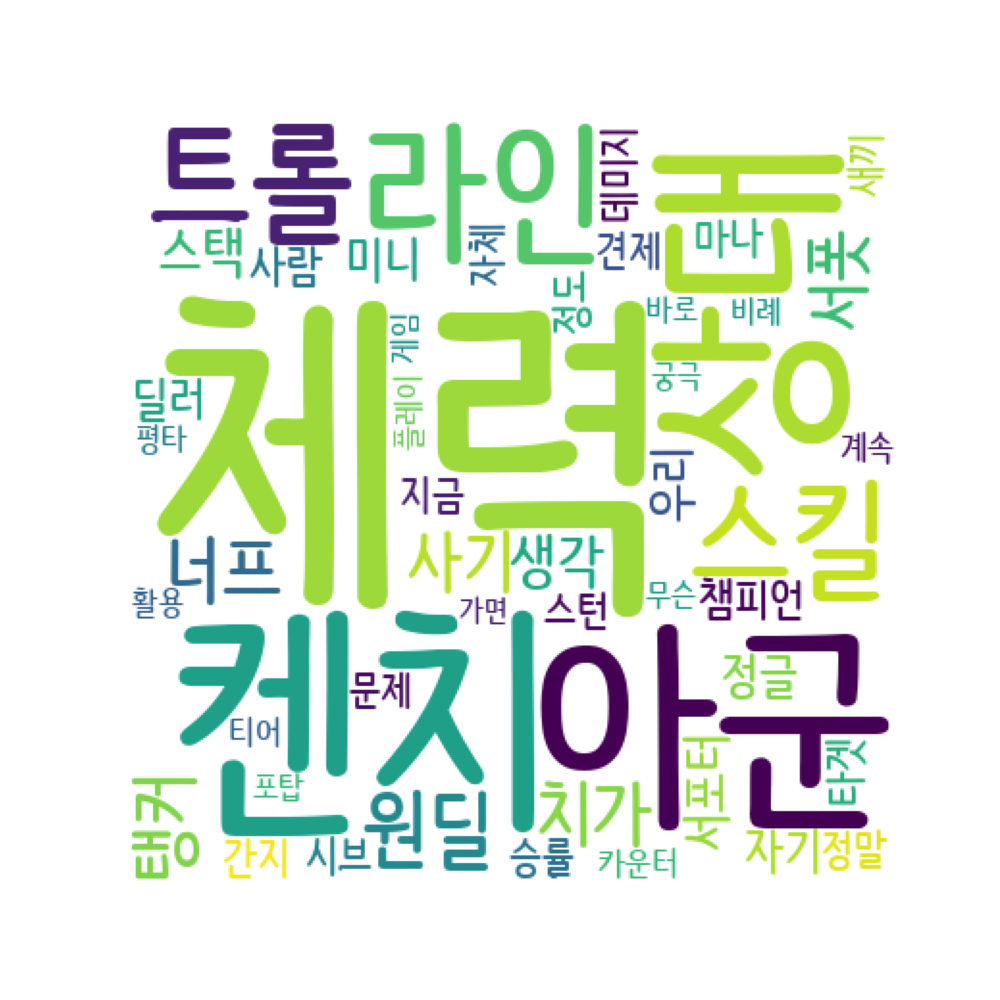 트롤
라인
데미지
상대
새끼
스택
사람
미니
자체
견제
마나
서폿
정도
바로
비례
체력
게임
플레이
궁극
딜러
평타
지금
우리
계속
스킬
너프
사기
생각
활용
가면
스턴
무슨
챔피언
켄치
아군
문제
정글
티어
포탑
서포터
타겟
탱커
원딜
치가
간지
시브
승률
카운터
자기
정말